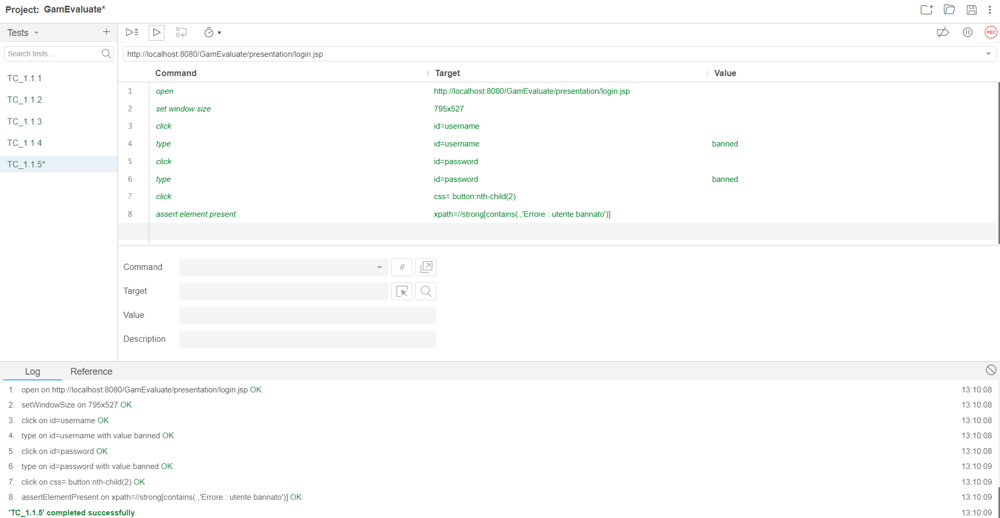 Project: GamEvaluate*
Tests
REC
Search tests...
http://localhost:8080/GamEvaluate/presentation/login.jsp
Command Target Value
TC_1.1.1
TC_1.1.2
TC_1.1.3
TC_1.1.4
TC_1.1.5*
1 open http://localhost:8080/GamEvaluate/presentation/login.jsp
2 set window size 795x527
3 click id=username
4 type id=username banned
5 click id=password
6 type id=password banned
7 click css=.button:nth-child(2)
8 assert element present xpath=//strong[contains(.,'Errore : utente bannato')]
Command //
Target
Value
Description
Log Reference
1. open on http://localhost:8080/GamEvaluate/presentation/login.jsp OK 13:10:08
2. setWindowSize on 795x527 OK 13:10:08
3. click on id=username OK 13:10:08
4. type on id=username with value banned OK 13:10:08
5. click on id=password OK 13:10:08
6. type on id=password with value banned OK 13:10:09
7. click on css=.button:nth-child(2) OK 13:10:09
8. assertElementPresent on xpath=//strong[contains(.,'Errore : utente bannato')] OK 13:10:09
'TC_1.1.5' completed successfully 13:10:09